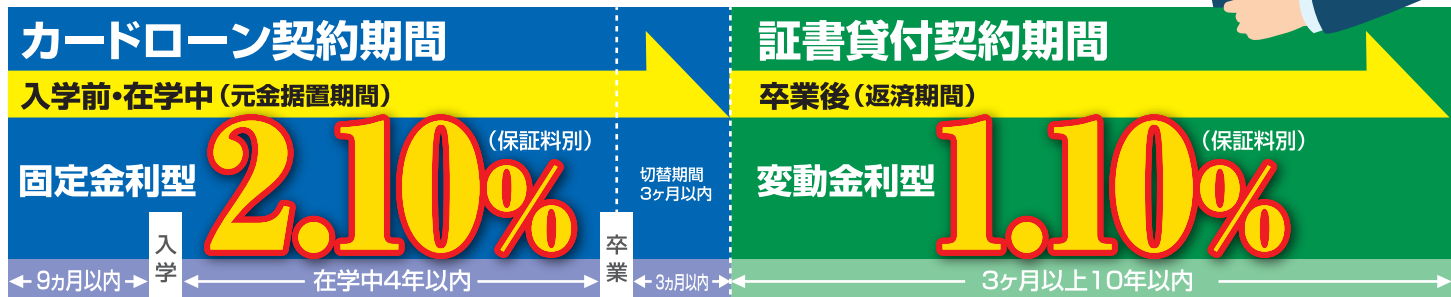 カードローン契約期間
入学前・在学中(元金据置期間)
固定金利型
2.10%
(保証料別)
切替期間
3ヶ月以内
9ヵ月以内
入学
在学中4年以内
卒業
3ヵ月以内
証書貸付契約期間
卒業後(返済期間)
変動金利型
1.10%
(保証料別)
3ヶ月以上10年以内